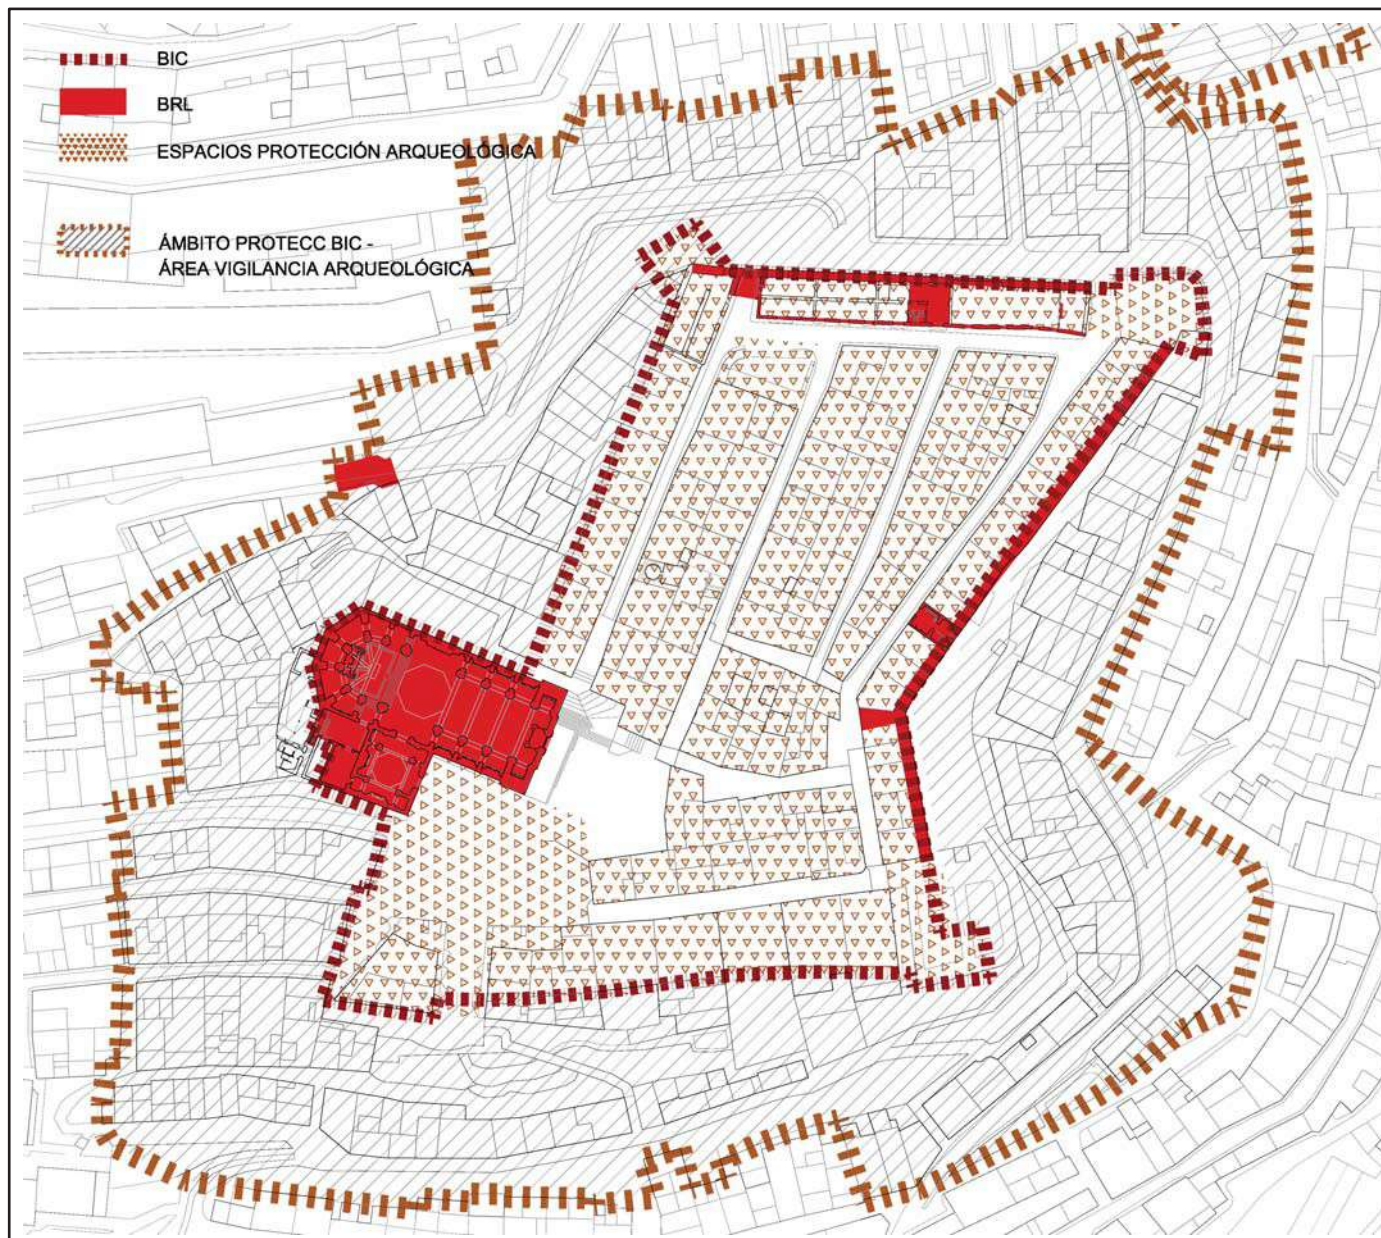 BIC
BRL
ESPACIOS PROTECCIÓN ARQUEOLÓGICA
ÁMBITO PROTECC BIC -
ÁREA VIGILANCIA ARQUEOLÓGICA